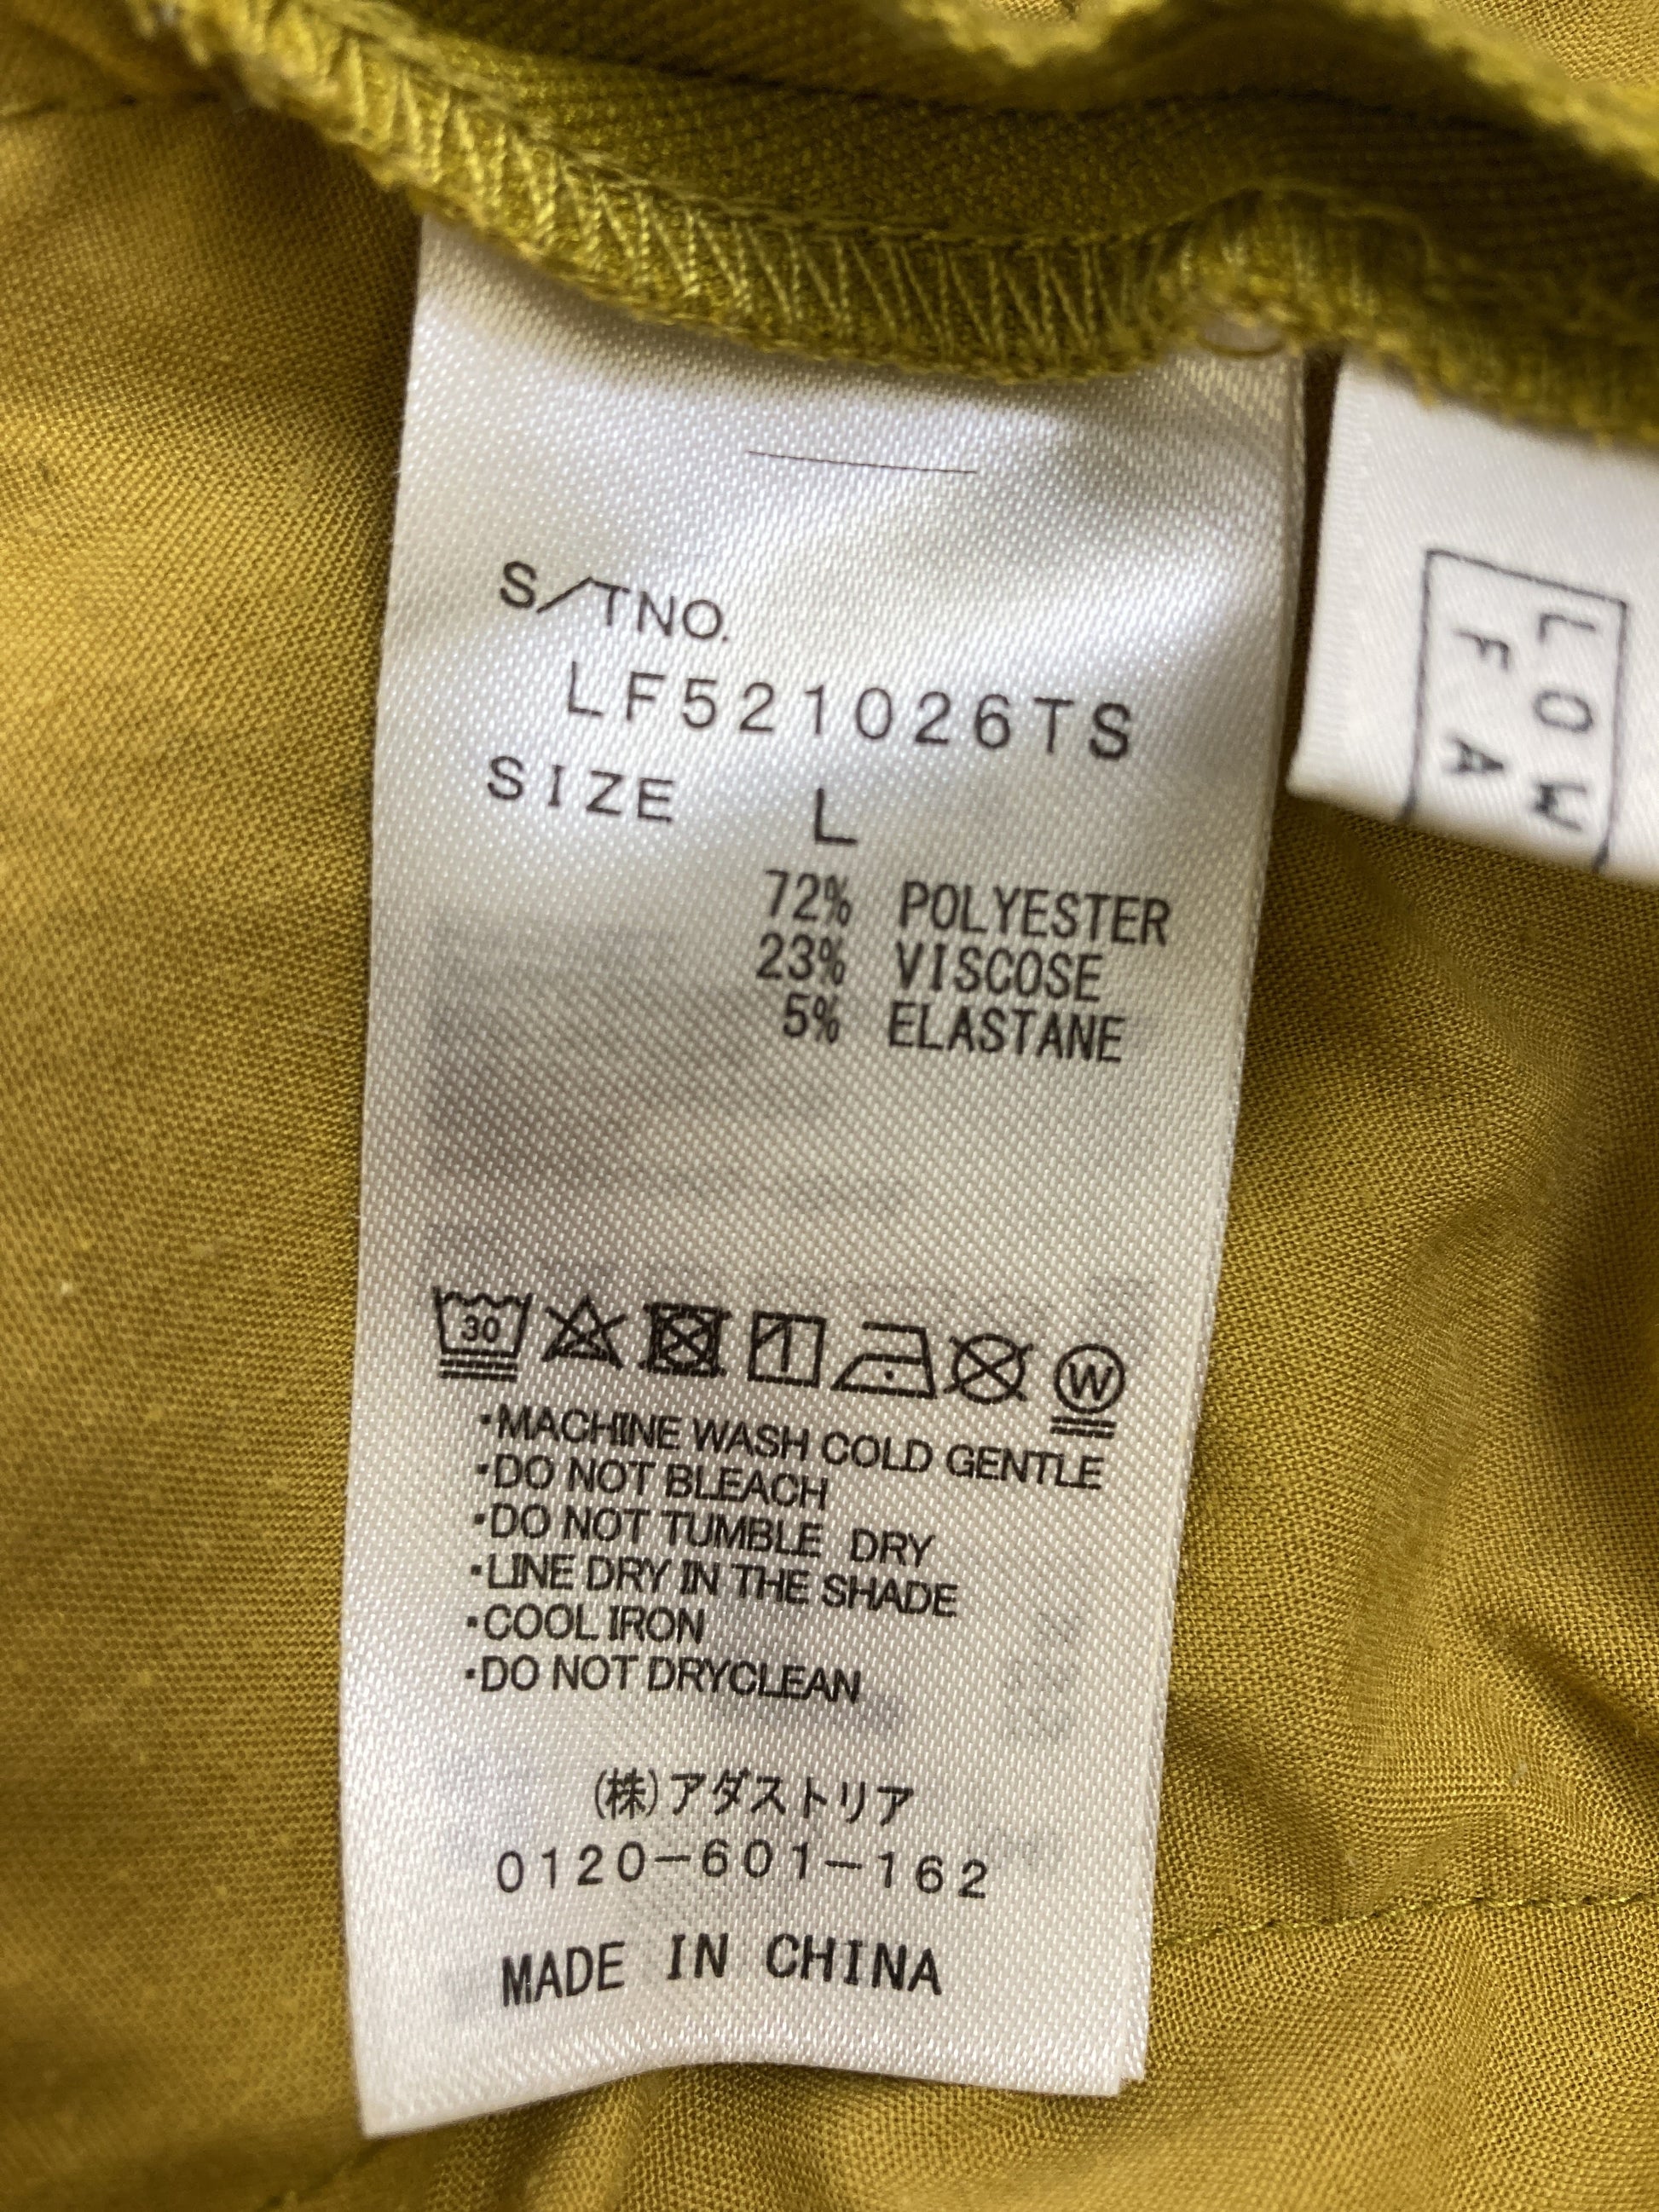 S/TNO.
LF521026TS
SIZE L
72% POLYESTER
23% VISCOSE
5% ELASTANE
30
W
・MACHINE WASH COLD GENTLE
・DO NOT BLEACH
・DO NOT TUMBLE DRY
・LINE DRY IN THE SHADE
・COOL IRON
・DO NOT DRYCLEAN
(株)アダストリア
0120-601-162
MADE IN CHINA
LOW
FA